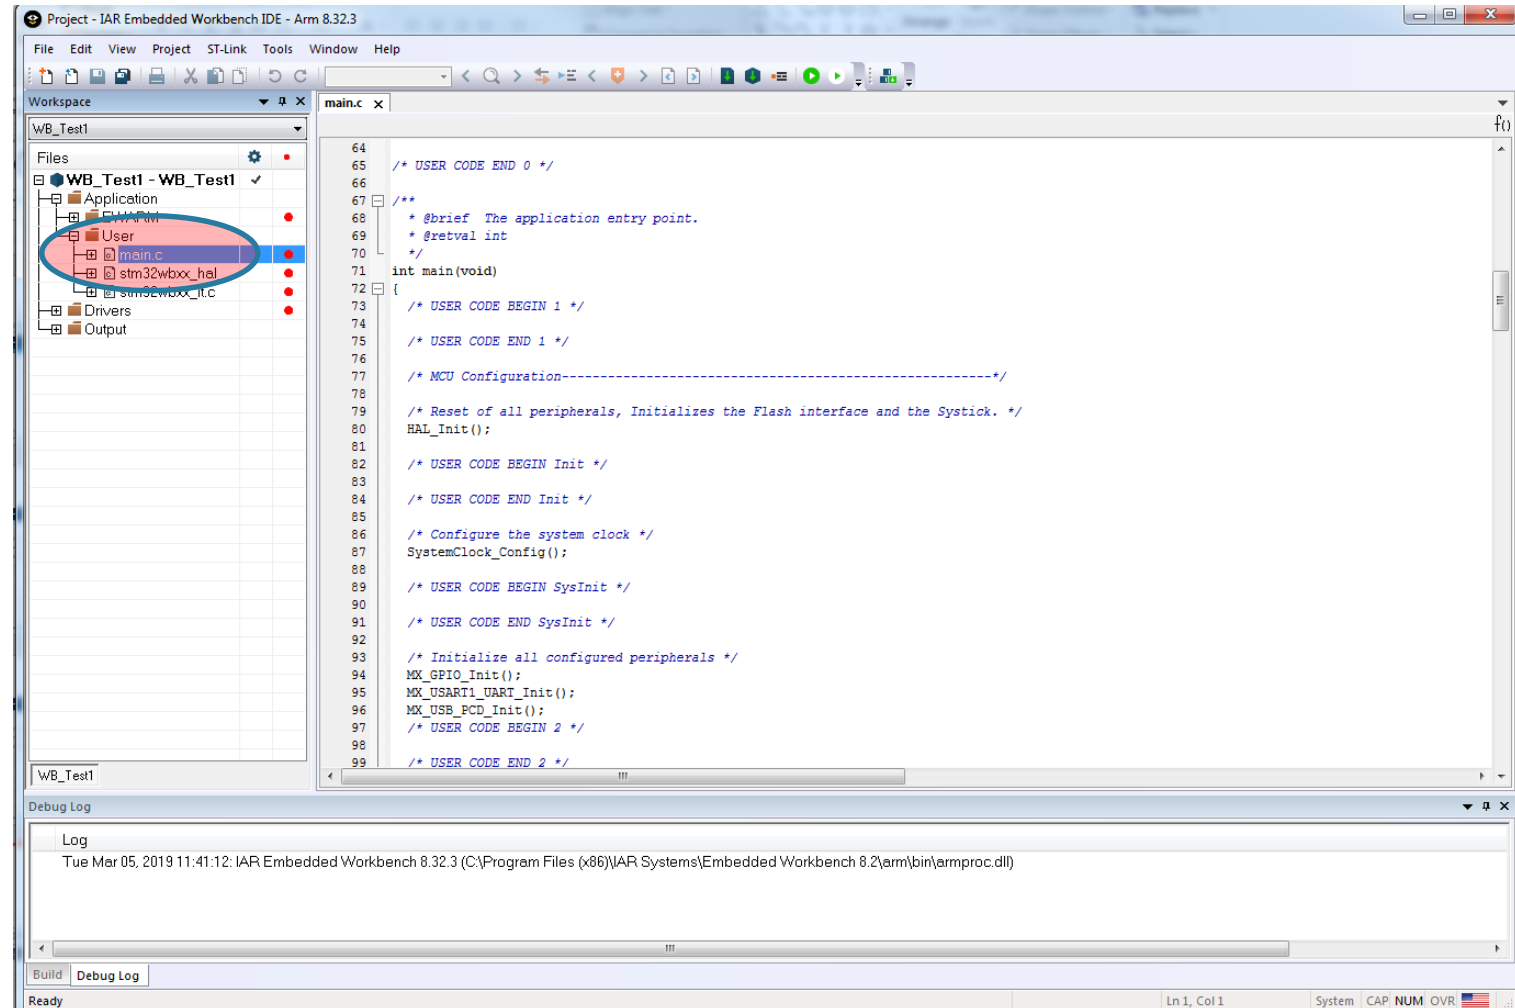 Project - IAR Embedded Workbench IDE - Arm 8.32.3
File Edit View Project ST-Link Tools Window Help
Workspace
main.c
WB_Test1
Files
WB_Test1 - WB_Test1
Application
EWARM
User
main.c
stm32wbxx_hal
stm32wbxx_it.c
Drivers
Output
WB_Test1
64
65 /* USER CODE END 0 */
66
67 /**
68 * @brief The application entry point.
69 * @retval int
70 */
71 int main(void)
72 {
73 /* USER CODE BEGIN 1 */
74
75 /* USER CODE END 1 */
76
77 /* MCU Configuration--------------------------------------------------------*/
78
79 /* Reset of all peripherals, Initializes the Flash interface and the Systick. */
80 HAL_Init();
81
82 /* USER CODE BEGIN Init */
83
84 /* USER CODE END Init */
85
86 /* Configure the system clock */
87 SystemClock_Config();
88
89 /* USER CODE BEGIN SysInit */
90
91 /* USER CODE END SysInit */
92
93 /* Initialize all configured peripherals */
94 MX_GPIO_Init();
95 MX_USART1_UART_Init();
96 MX_USB_PCD_Init();
97 /* USER CODE BEGIN 2 */
98
99 /* USER CODE END 2 */
Debug Log
Log
Tue Mar 05, 2019 11:41:12: IAR Embedded Workbench 8.32.3 (C:\Program Files (x86)\IAR Systems\Embedded Workbench 8.2\arm\bin\armproc.dll)
Build Debug Log
Ready Ln 1, Col 1 System CAP NUM OVR